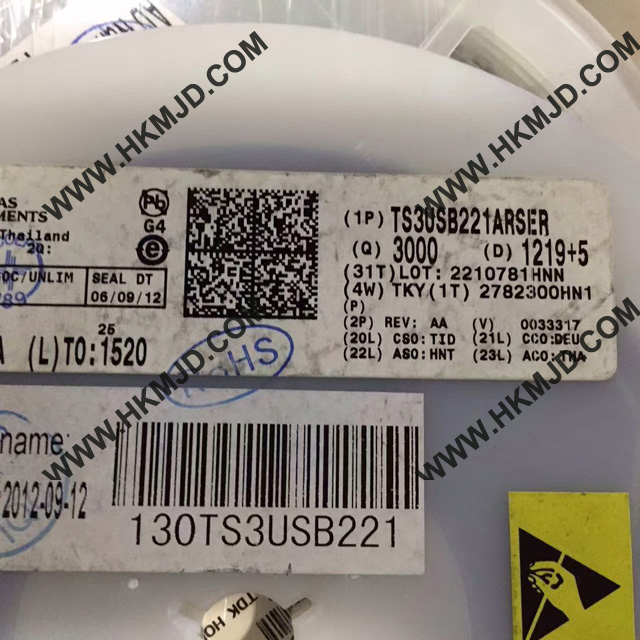 WWW.HKMJD.COM
WWW.HKMJD.COM
WWW.HKMJD.COM
WWW.HKMJD.COM
WWW.HKMJD.COM
WWW.HKMJD.COM
AS
MENTS
Thailand
2Q:
OC/UNLIM
SEAL DT
06/09/12
289
Pb
G4
e
(1P) TS3USB221ARSER
(Q) 3000 (D) 1219+5
(31T)LOT: 2210781HNN
(4W) TKY(1T) 2782300HN1
(P)
(2P) REV: AA (V) 0033317
(20L) CSO:TID (21L) CCO:DEU
(22L) ASO:HNT (23L) ACO:THA
25
A (L)TO:1520
ROHS
name:
2012-09-12
130TS3USB221
TDK